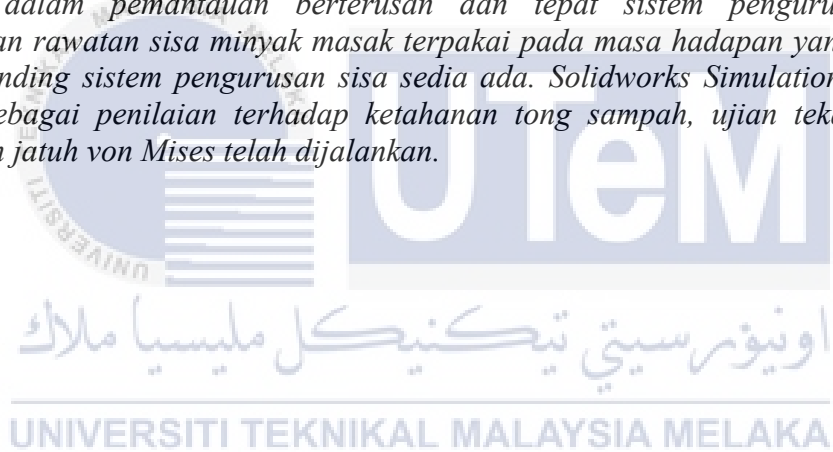 dalam pemantauan berterusan dan tepat sistem penguru
an rawatan sisa minyak masak terpakai pada masa hadapan yan
nding sistem pengurusan sisa sedia ada. Solidworks Simulation
ebagai penilaian terhadap ketahanan tong sampah, ujian teka
n jatuh von Mises telah dijalankan.
UTeM
اونيۏرسيتي تيكنيكل مليسيا ملاك
UNIVERSITI TEKNIKAL MALAYSIA MELAKA